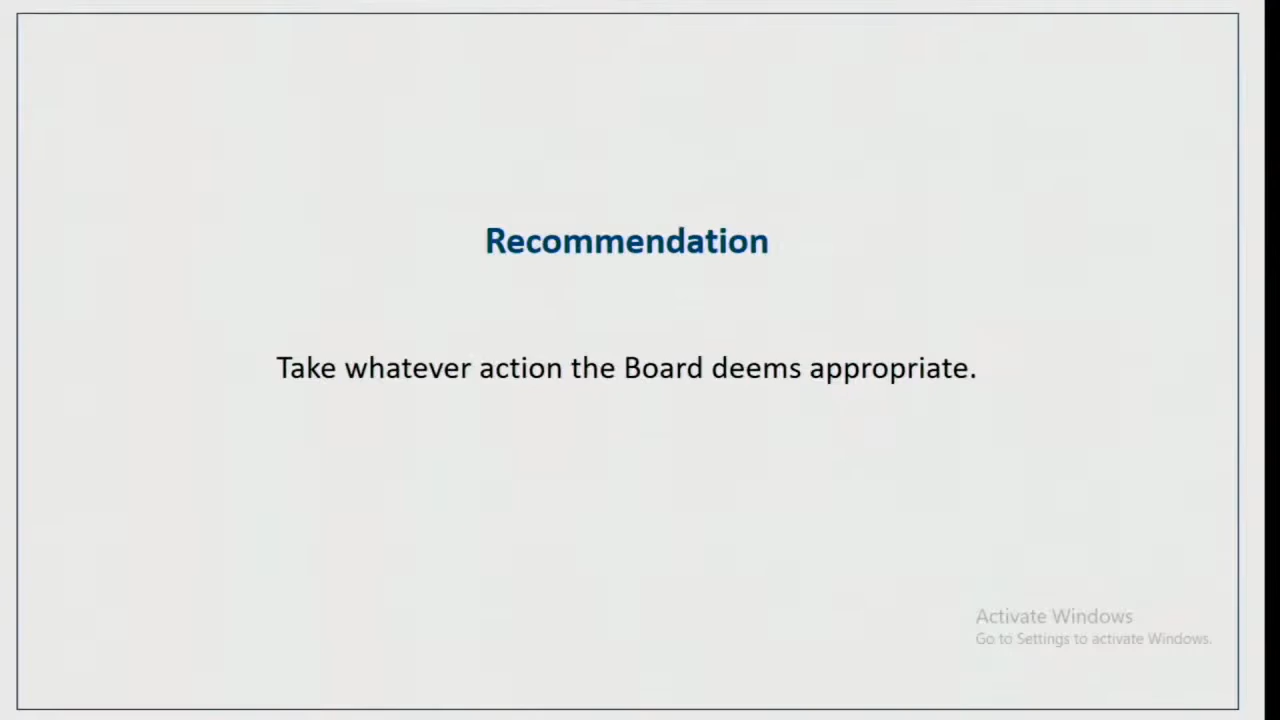 Recommendation
Take whatever action the Board deems appropriate.
Activate Windows
Go to Settings to activate Windows.